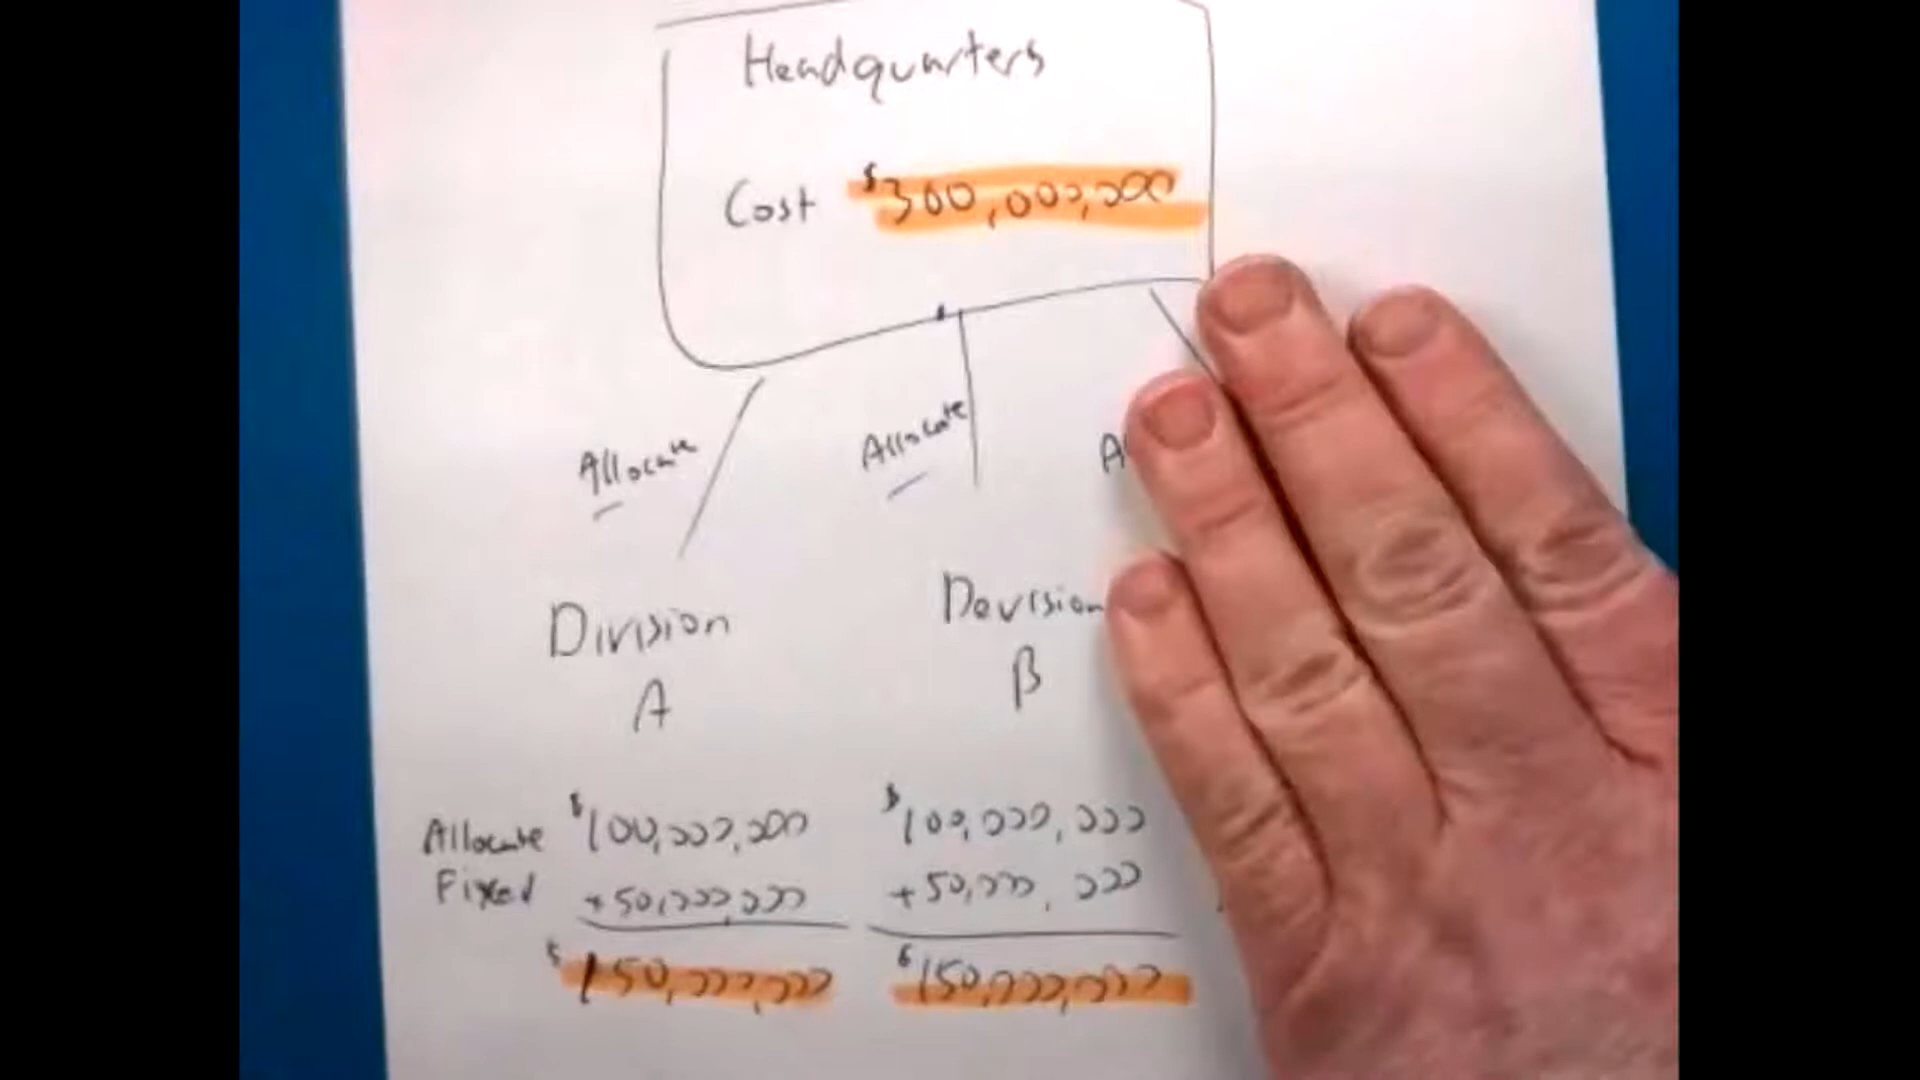 Headquarters
Cost $300,000,000
Allocate Allocate A
Division Devision
A B
Allocate $100,000,000 $100,000,000
Fixed +50,000,000 +50,000,000
$150,000,000 $150,000,000